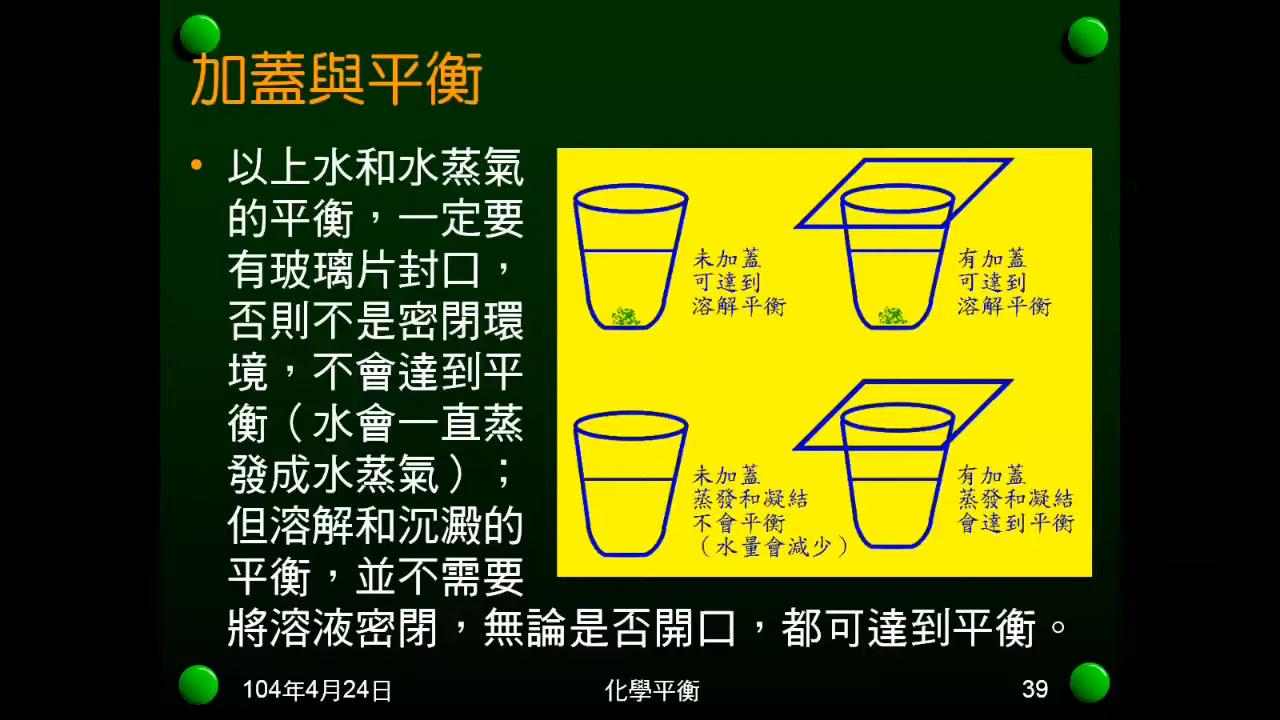 加蓋與平衡
• 以上水和水蒸氣
的平衡，一定要
有玻璃片封口，
否則不是密閉環
境，不會達到平
衡（水會一直蒸
發成水蒸氣）；
但溶解和沉澱的
平衡，並不需要
將溶液密閉，無論是否開口，都可達到平衡。
未加蓋
可達到
溶解平衡
有加蓋
可達到
溶解平衡
未加蓋
蒸發和凝結
不會平衡
（水量會減少）
有加蓋
蒸發和凝結
會達到平衡
104年4月24日
化學平衡
39